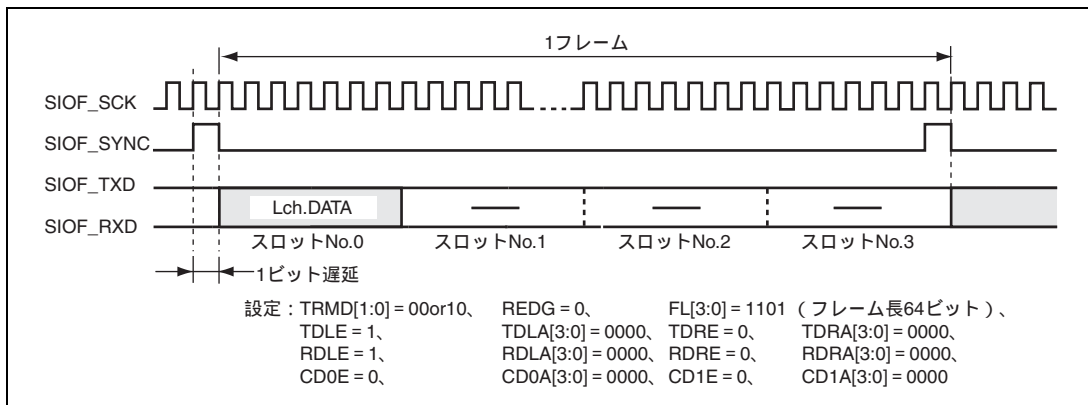 1フレーム
SIOF_SCK
SIOF_SYNC
SIOF_TXD
SIOF_RXD
Lch.DATA
スロットNo.0 スロットNo.1 スロットNo.2 スロットNo.3
1ビット遅延
設定：TRMD[1:0] = 00or10、 REDG = 0、 FL[3:0] = 1101 （フレーム長64ビット）、
TDLE = 1、 TDLA[3:0] = 0000、 TDRE = 0、 TDRA[3:0] = 0000、
RDLE = 1、 RDLA[3:0] = 0000、 RDRE = 0、 RDRA[3:0] = 0000、
CD0E = 0、 CD0A[3:0] = 0000、 CD1E = 0、 CD1A[3:0] = 0000